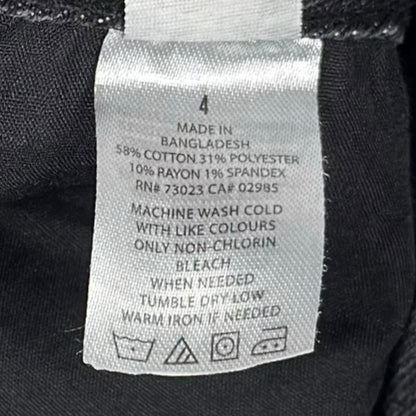 4
MADE IN
BANGLADESH
58% COTTON 31% POLYESTER
10% RAYON 1% SPANDEX
RN# 73023 CA# 02985
MACHINE WASH COLD
WITH LIKE COLOURS
ONLY NON-CHLORIN
BLEACH
WHEN NEEDED
TUMBLE DRY LOW
WARM IRON IF NEEDED